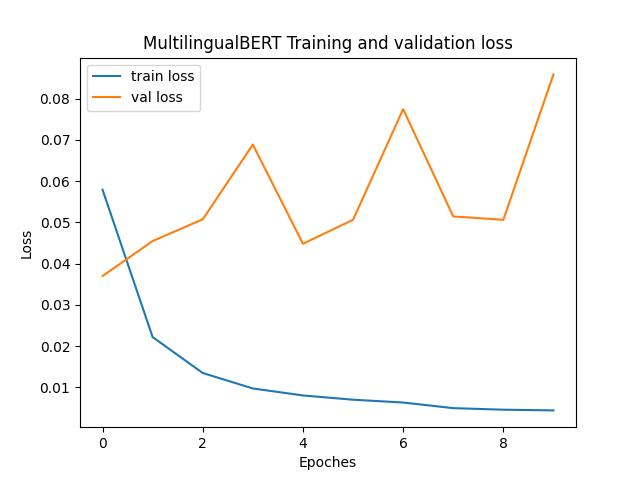 MultilingualBERT Training and validation loss
train loss
val loss
0.08
0.07
0.06
0.05
0.04
0.03
0.02
0.01
Loss
0 2 4 6 8
Epoches